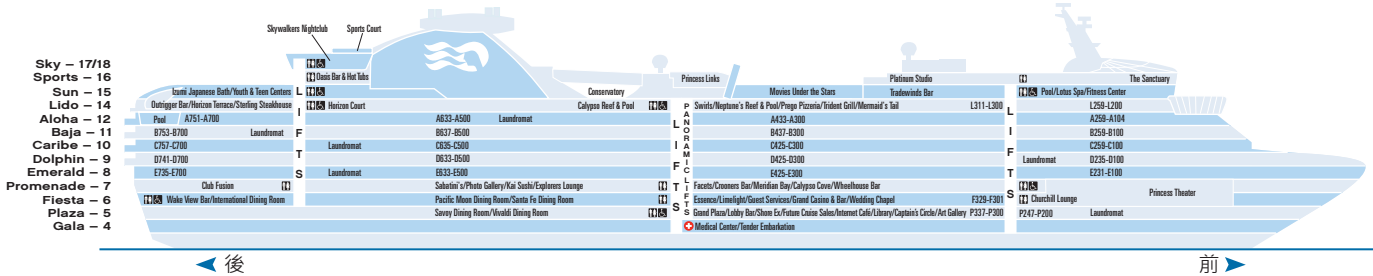 Skywalkers Nightclub
Sports Court
Sky – 17/18
Sports – 16 Oasis Bar & Hot Tubs Conservatory Princess Links Platinum Studio The Sanctuary
Sun – 15 Izumi Japanese Bath/Youth & Teen Centers Movies Under the Stars Tradewinds Bar Pool/Lotus Spa/Fitness Center
Lido – 14 Outrigger Bar/Horizon Terrace/Sterling Steakhouse Horizon Court Calypso Reef & Pool Swirls/Neptune's Reef & Pool/Prego Pizzeria/Trident Grill/Mermaid's Tail L311-L300 L259-L200
Aloha – 12 Pool A751-A700 A633-A500 Laundromat A433-A300 A259-A104
Baja – 11 B753-B700 Laundromat B637-B500 B437-B300 B259-B100
Caribe – 10 C757-C700 Laundromat C635-C500 C425-C300 C259-C100
Dolphin – 9 D741-D700 D633-D500 D425-D300 Laundromat D235-D100
Emerald – 8 E735-E700 Laundromat E633-E500 E425-E300 E231-E100
Promenade – 7 Club Fusion Sabatini's/Photo Gallery/Kai Sushi/Explorers Lounge Facets/Crooners Bar/Meridian Bay/Calypso Cove/Wheelhouse Bar Princess Theater
Fiesta – 6 Wake View Bar/International Dining Room Pacific Moon Dining Room/Santa Fe Dining Room Essence/Limelight/Guest Services/Grand Casino & Bar/Wedding Chapel F329-F301 Churchill Lounge
Plaza – 5 Savoy Dining Room/Vivaldi Dining Room Grand Plaza/Lobby Bar/Shore Ex/Future Cruise Sales/Internet Café/Library/Captain's Circle/Art Gallery P337-P300 P247-P200 Laundromat
Gala – 4 Medical Center/Tender Embarkation
LIFTS
LIFTS
PANORAMIC LIFTS
LIFTS
後
前